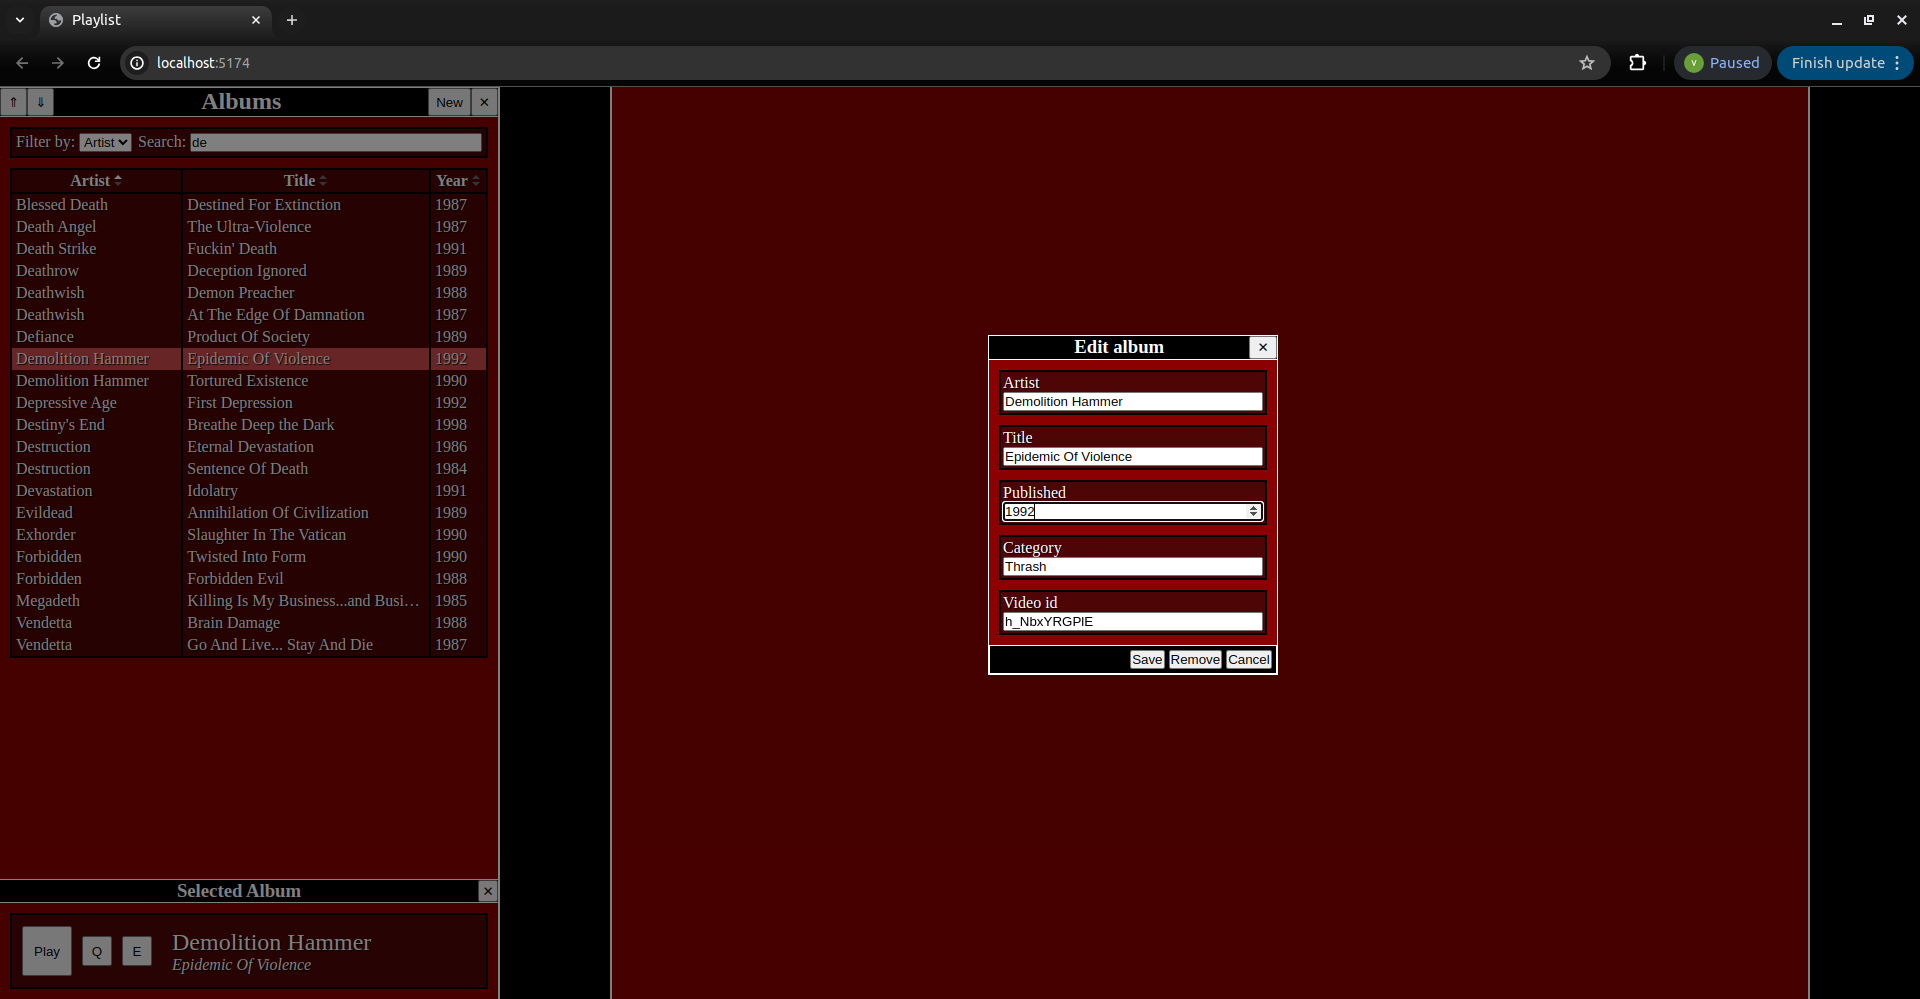 Playlist
localhost:5174
V Paused
Finish update
⇑ ⇓ Albums New ×
Filter by: Artist Search: de
Artist Title Year
Blessed Death Destined For Extinction 1987
Death Angel The Ultra-Violence 1987
Death Strike Fuckin' Death 1991
Deathrow Deception Ignored 1989
Deathwish Demon Preacher 1988
Deathwish At The Edge Of Damnation 1987
Defiance Product Of Society 1989
Demolition Hammer Epidemic Of Violence 1992
Demolition Hammer Tortured Existence 1990
Depressive Age First Depression 1992
Destiny's End Breathe Deep the Dark 1998
Destruction Eternal Devastation 1986
Destruction Sentence Of Death 1984
Devastation Idolatry 1991
Evildead Annihilation Of Civilization 1989
Exhorder Slaughter In The Vatican 1990
Forbidden Twisted Into Form 1990
Forbidden Forbidden Evil 1988
Megadeth Killing Is My Business...and Busi…  1985
Vendetta Brain Damage 1988
Vendetta Go And Live... Stay And Die 1987
Selected Album ×
Play Q E Demolition Hammer
Epidemic Of Violence
Edit album ×
Artist
Demolition Hammer
Title
Epidemic Of Violence
Published
1992
Category
Thrash
Video id
h_NbxYRGPlE
Save Remove Cancel